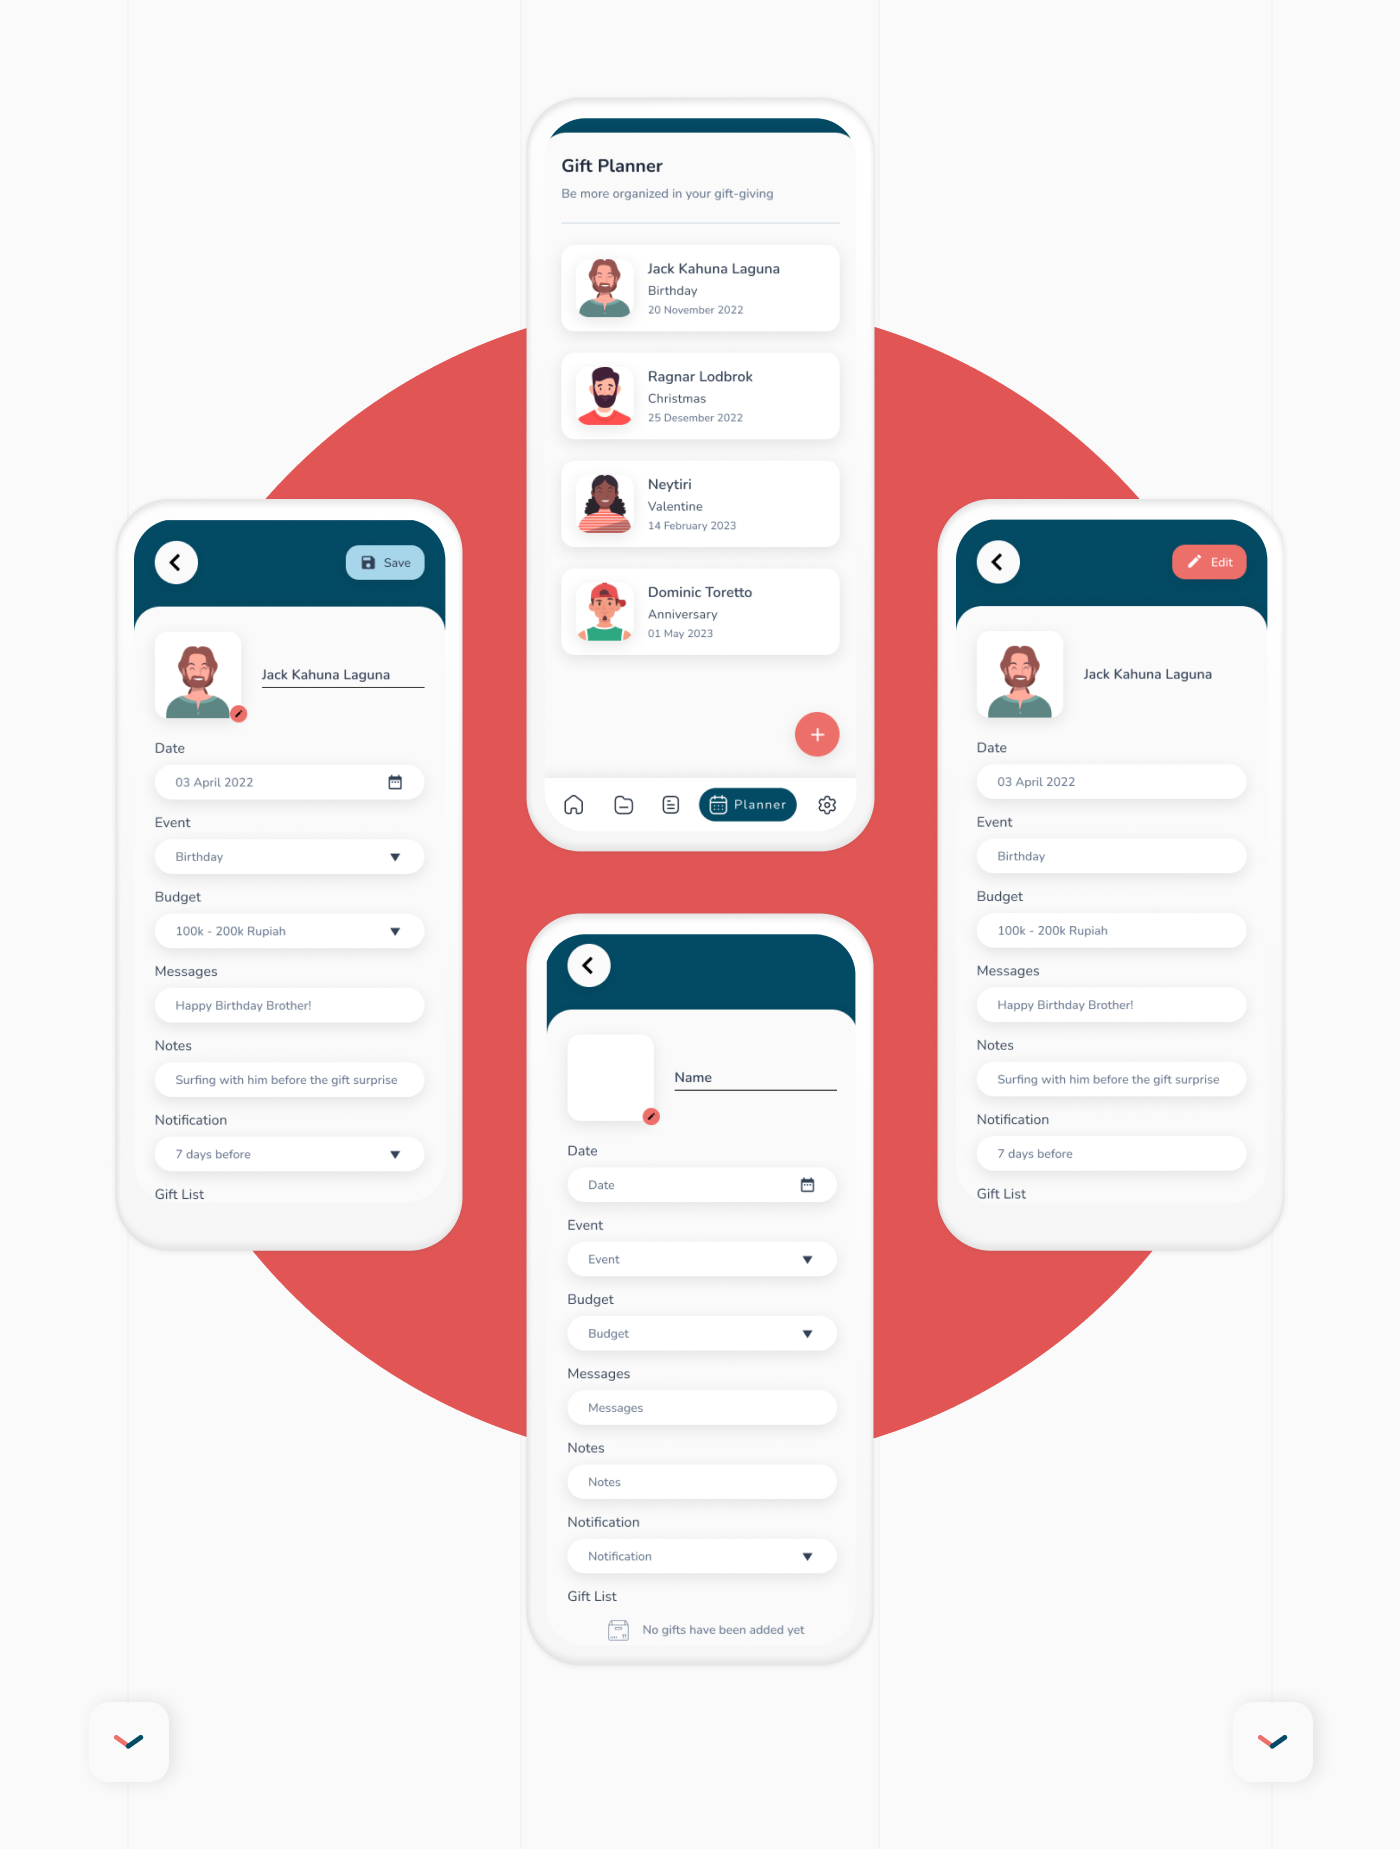 Gift Planner
Be more organized in your gift-giving
Jack Kahuna Laguna
Birthday
20 November 2022
Ragnar Lodbrok
Christmas
25 Desember 2022
Neytiri
Valentine
14 February 2023
Dominic Toretto
Anniversary
01 May 2023
Planner
Save
Jack Kahuna Laguna
Date
03 April 2022
Event
Birthday
Budget
100k - 200k Rupiah
Messages
Happy Birthday Brother!
Notes
Surfing with him before the gift surprise
Notification
7 days before
Gift List
Edit
Jack Kahuna Laguna
Date
03 April 2022
Event
Birthday
Budget
100k - 200k Rupiah
Messages
Happy Birthday Brother!
Notes
Surfing with him before the gift surprise
Notification
7 days before
Gift List
Name
Date
Date
Event
Event
Budget
Budget
Messages
Messages
Notes
Notes
Notification
Notification
Gift List
No gifts have been added yet